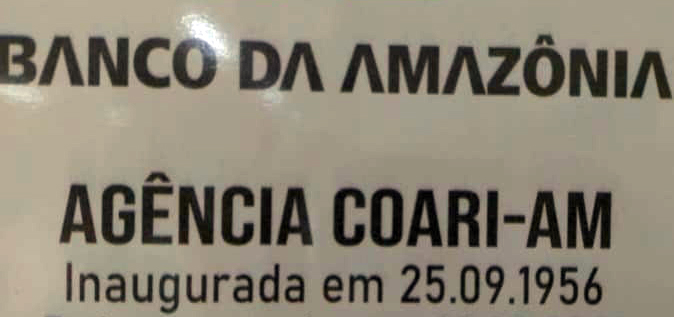 BANCO DA AMAZÔNIA
AGÊNCIA COARI-AM
Inaugurada em 25.09.1956